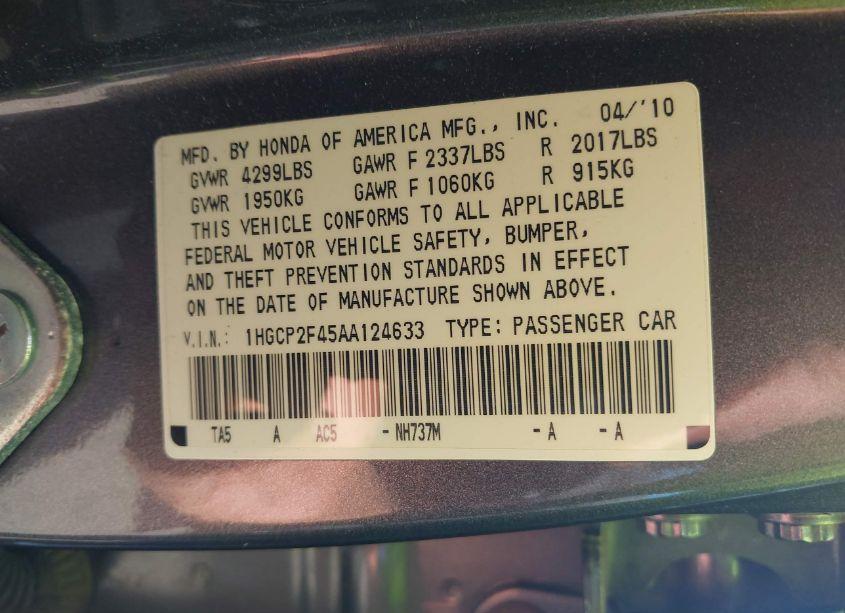 MFD. BY HONDA OF AMERICA MFG., INC. 04/'10
GVWR 4299LBS GAWR F 2337LBS R 2017LBS
GVWR 1950KG GAWR F 1060KG R 915KG
THIS VEHICLE CONFORMS TO ALL APPLICABLE
FEDERAL MOTOR VEHICLE SAFETY, BUMPER,
AND THEFT PREVENTION STANDARDS IN EFFECT
ON THE DATE OF MANUFACTURE SHOWN ABOVE.
V.I.N.: 1HGCP2F45AA124633 TYPE: PASSENGER CAR
TA5 A AC5 - NH737M - A - A